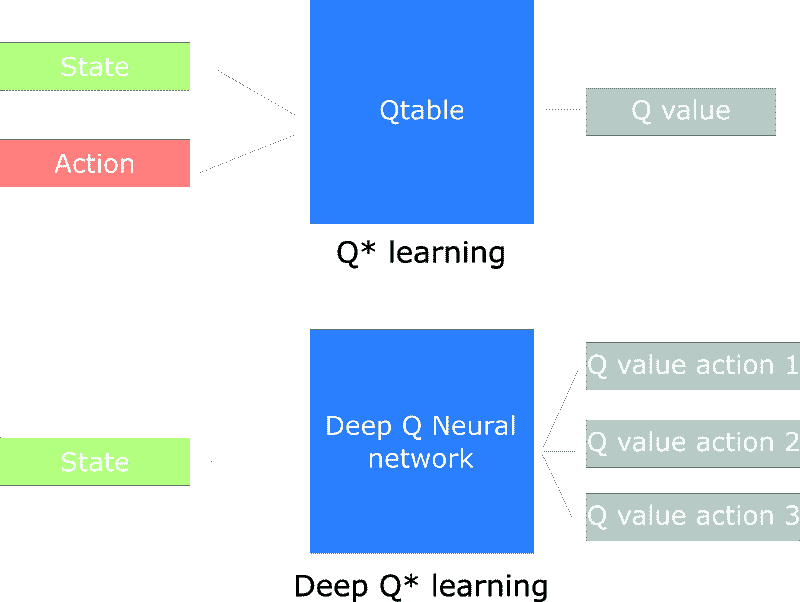 State
Action
Qtable
Q value
Q* learning
State
Deep Q Neural
network
Q value action 1
Q value action 2
Q value action 3
Deep Q* learning